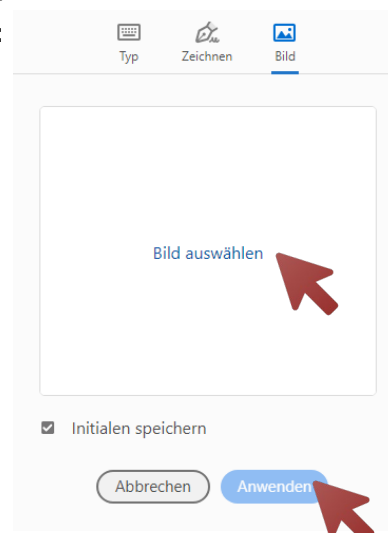 Typ Zeichnen Bild
Bild auswählen
Initialen speichern
Abbrechen Anwenden